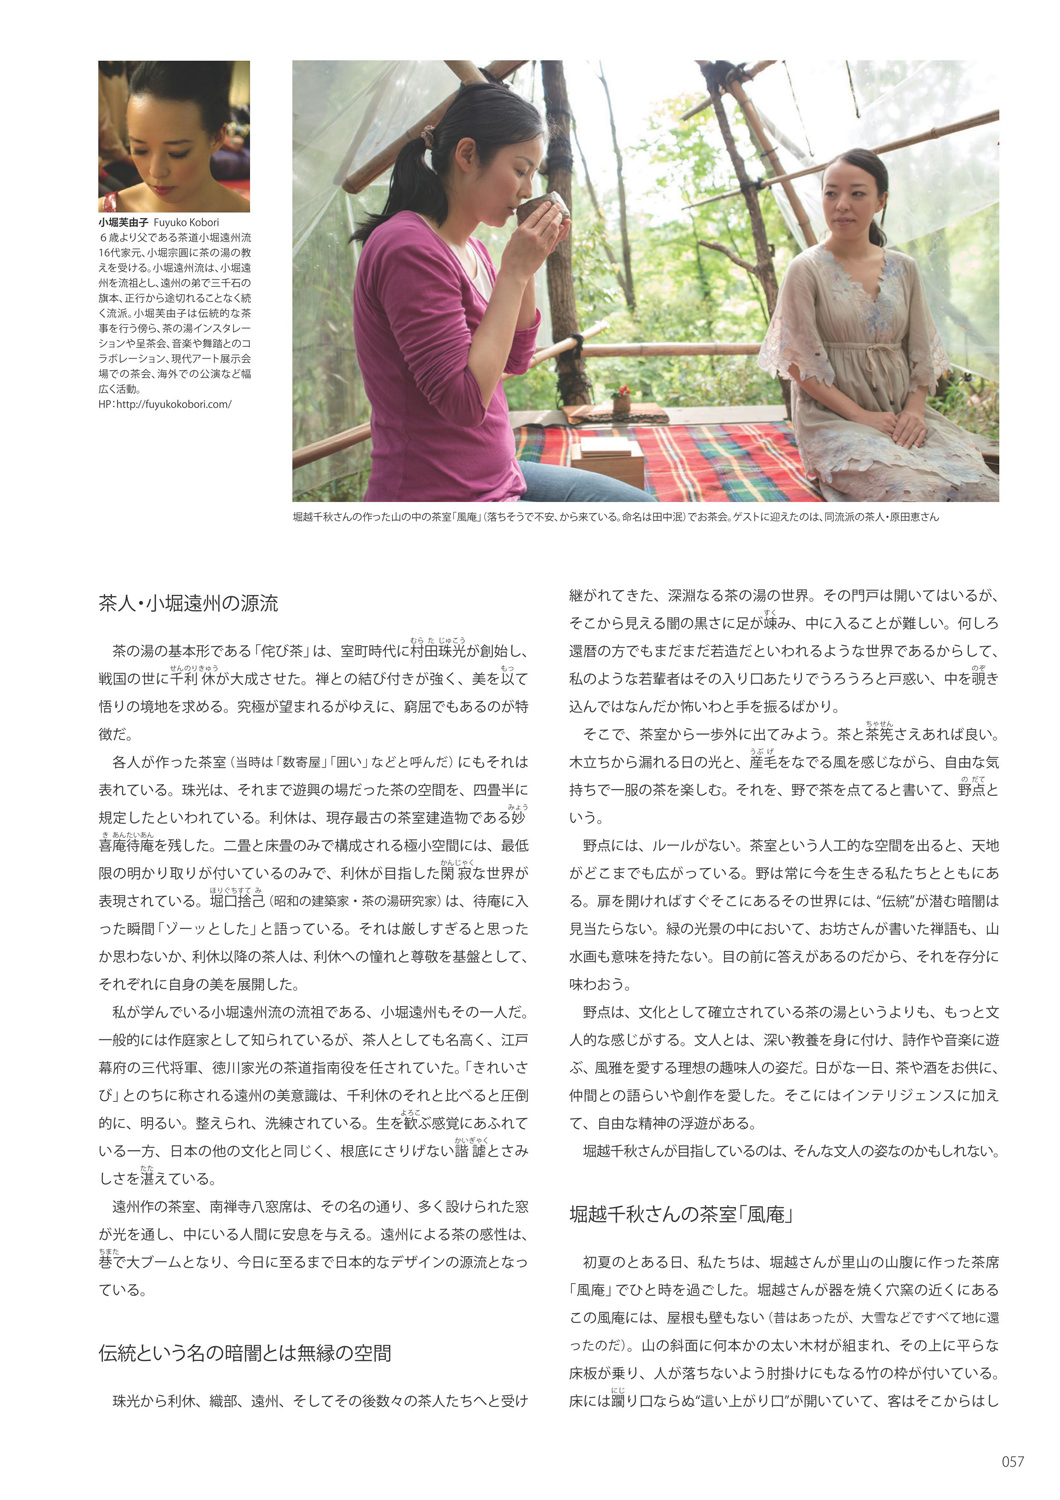 小堀芙由子 Fuyuko Kobori
6歳より父である茶道小堀遠州流
16代家元、小堀宗圓に茶の湯の教
えを受ける。小堀遠州流は、小堀遠
州を流祖とし、遠州の弟で三千石の
旗本、正行から途切れることなく続
く流派。小堀芙由子は伝統的な茶
事を行う傍ら、茶の湯インスタレー
ションや呈茶会、音楽や舞踏とのコ
ラボレーション、現代アート展示会
場での茶会、海外での公演など幅
広く活動。
HP:http://fuyukokobori.com/
堀越千秋さんの作った山の中の茶室「風庵」(落ちそうで不安、から来ている。命名は田中泯)でお茶会。ゲストに迎えたのは、同流派の茶人・原田恵さん
茶人・小堀遠州の源流
茶の湯の基本形である「侘び茶」は、室町時代に村田珠光が創始し、
戦国の世に千利休が大成させた。禅との結び付きが強く、美を以て
悟りの境地を求める。究極が望まれるがゆえに、窮屈でもあるのが特
徴だ。
各人が作った茶室(当時は「数寄屋」「囲い」などと呼んだ)にもそれは
表れている。珠光は、それまで遊興の場だった茶の空間を、四畳半に
規定したといわれている。利休は、現存最古の茶室建造物である妙
喜庵待庵を残した。二畳と床畳のみで構成される極小空間には、最低
限の明かり取りが付いているのみで、利休が目指した閑寂な世界が
表現されている。堀口捨己(昭和の建築家・茶の湯研究家)は、待庵に入
った瞬間「ゾーッとした」と語っている。それは厳しすぎると思った
か思わないか、利休以降の茶人は、利休への憧れと尊敬を基盤として、
それぞれに自身の美を展開した。
私が学んでいる小堀遠州流の流祖である、小堀遠州もその一人だ。
一般的には作庭家として知られているが、茶人としても名高く、江戸
幕府の三代将軍、徳川家光の茶道指南役を任されていた。「きれいさ
び」とのちに称される遠州の美意識は、千利休のそれと比べると圧倒
的に、明るい。整えられ、洗練されている。生を歓ぶ感覚にあふれて
いる一方、日本の他の文化と同じく、根底にさりげない諧謔とさみ
しさを湛えている。
遠州作の茶室、南禅寺八窓席は、その名の通り、多く設けられた窓
が光を通し、中にいる人間に安息を与える。遠州による茶の感性は、
巷で大ブームとなり、今日に至るまで日本的なデザインの源流となっ
ている。
伝統という名の暗闇とは無縁の空間
珠光から利休、織部、遠州、そしてその後数々の茶人たちへと受け
継がれてきた、深淵なる茶の湯の世界。その門戸は開いてはいるが、
そこから見える闇の黒さに足が竦み、中に入ることが難しい。何しろ
還暦の方でもまだまだ若造だといわれるような世界であるからして、
私のような若輩者はその入り口あたりでうろうろと戸惑い、中を覗き
込んではなんだか怖いわと手を振るばかり。
そこで、茶室から一歩外に出てみよう。茶と茶筅さえあれば良い。
木立ちから漏れる日の光と、産毛をなでる風を感じながら、自由な気
持ちで一服の茶を楽しむ。それを、野で茶を点てると書いて、野点と
いう。
野点には、ルールがない。茶室という人工的な空間を出ると、天地
がどこまでも広がっている。野は常に今を生きる私たちとともにあ
る。扉を開ければすぐそこにあるその世界には、“伝統”が潜む暗闇は
見当たらない。緑の光景の中において、お坊さんが書いた禅語も、山
水画も意味を持たない。目の前に答えがあるのだから、それを存分に
味わおう。
野点は、文化として確立されている茶の湯というよりも、もっと文
人的な感じがする。文人とは、深い教養を身に付け、詩作や音楽に遊
ぶ、風雅を愛する理想の趣味人の姿だ。日がな一日、茶や酒をお供に、
仲間との語らいや創作を愛した。そこにはインテリジェンスに加え
て、自由な精神の浮遊がある。
堀越千秋さんが目指しているのは、そんな文人の姿なのかもしれない。
堀越千秋さんの茶室「風庵」
初夏のとある日、私たちは、堀越さんが里山の山腹に作った茶席
「風庵」でひと時を過ごした。堀越さんが器を焼く穴窯の近くにある
この風庵には、屋根も壁もない(昔はあったが、大雪などですべて地に還
ったのだ)。山の斜面に何本かの太い木材が組まれ、その上に平らな
床板が乗り、人が落ちないよう肘掛けにもなる竹の枠が付いている。
床には躙り口ならぬ“這い上がり口”が開いていて、客はそこからはし
057